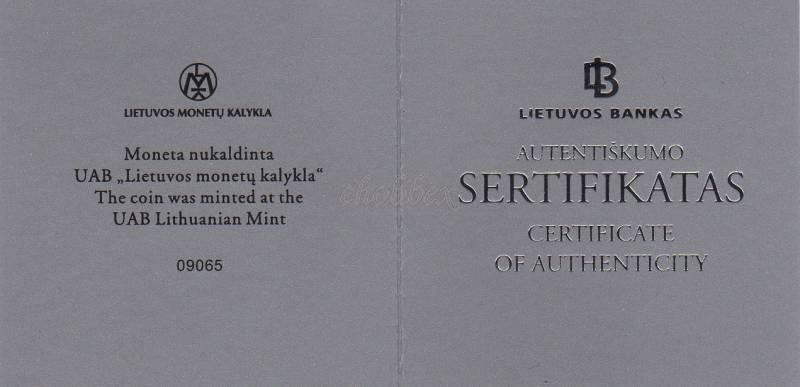 LIETUVOS MONETŲ KALYKLA
Moneta nukaldinta
UAB „Lietuvos monetų kalykla“
The coin was minted at the
UAB Lithuanian Mint
09065
LIETUVOS BANKAS
AUTENTIŠKUMO
SERTIFIKATAS
CERTIFICATE
OF AUTHENTICITY